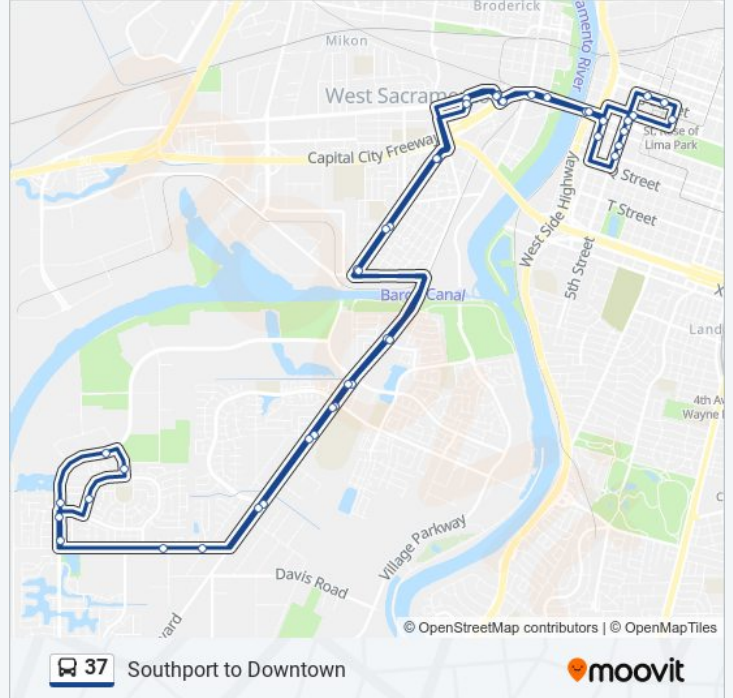 Broderick
Mikon
amento River
West Sacrame
Capital City Freeway
St. Rose of
Lima Park
Street
T Street
West Side Highway
5th Street
X
Barge Canal
Land
4th Av
Wayne
Village Parkway
Davis Road
vard
© OpenStreetMap contributors | © OpenMapTiles
37
Southport to Downtown
moovit